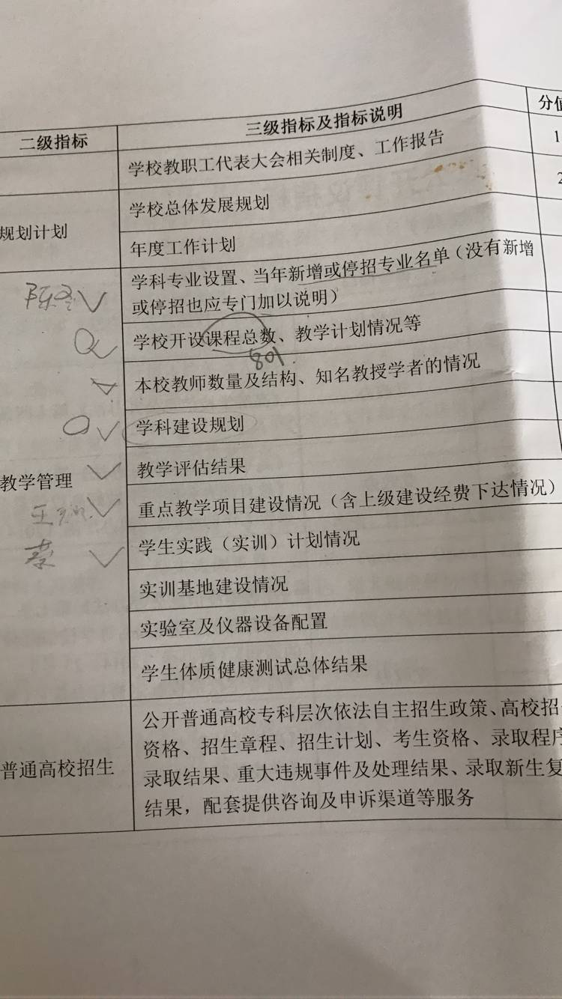 二级指标
三级指标及指标说明
分值
学校教职工代表大会相关制度、工作报告
1
规划计划
学校总体发展规划
2
年度工作计划
教学管理
学科专业设置、当年新增或停招专业名单（没有新增
或停招也应专门加以说明）
学校开设课程总数、教学计划情况等
801
本校教师数量及结构、知名教授学者的情况
学科建设规划
教学评估结果
重点教学项目建设情况（含上级建设经费下达情况）
学生实践（实训）计划情况
实训基地建设情况
实验室及仪器设备配置
学生体质健康测试总体结果
普通高校招生
公开普通高校专科层次依法自主招生政策、高校招
资格、招生章程、招生计划、考生资格、录取程序
录取结果、重大违规事件及处理结果、录取新生复
结果，配套提供咨询及申诉渠道等服务